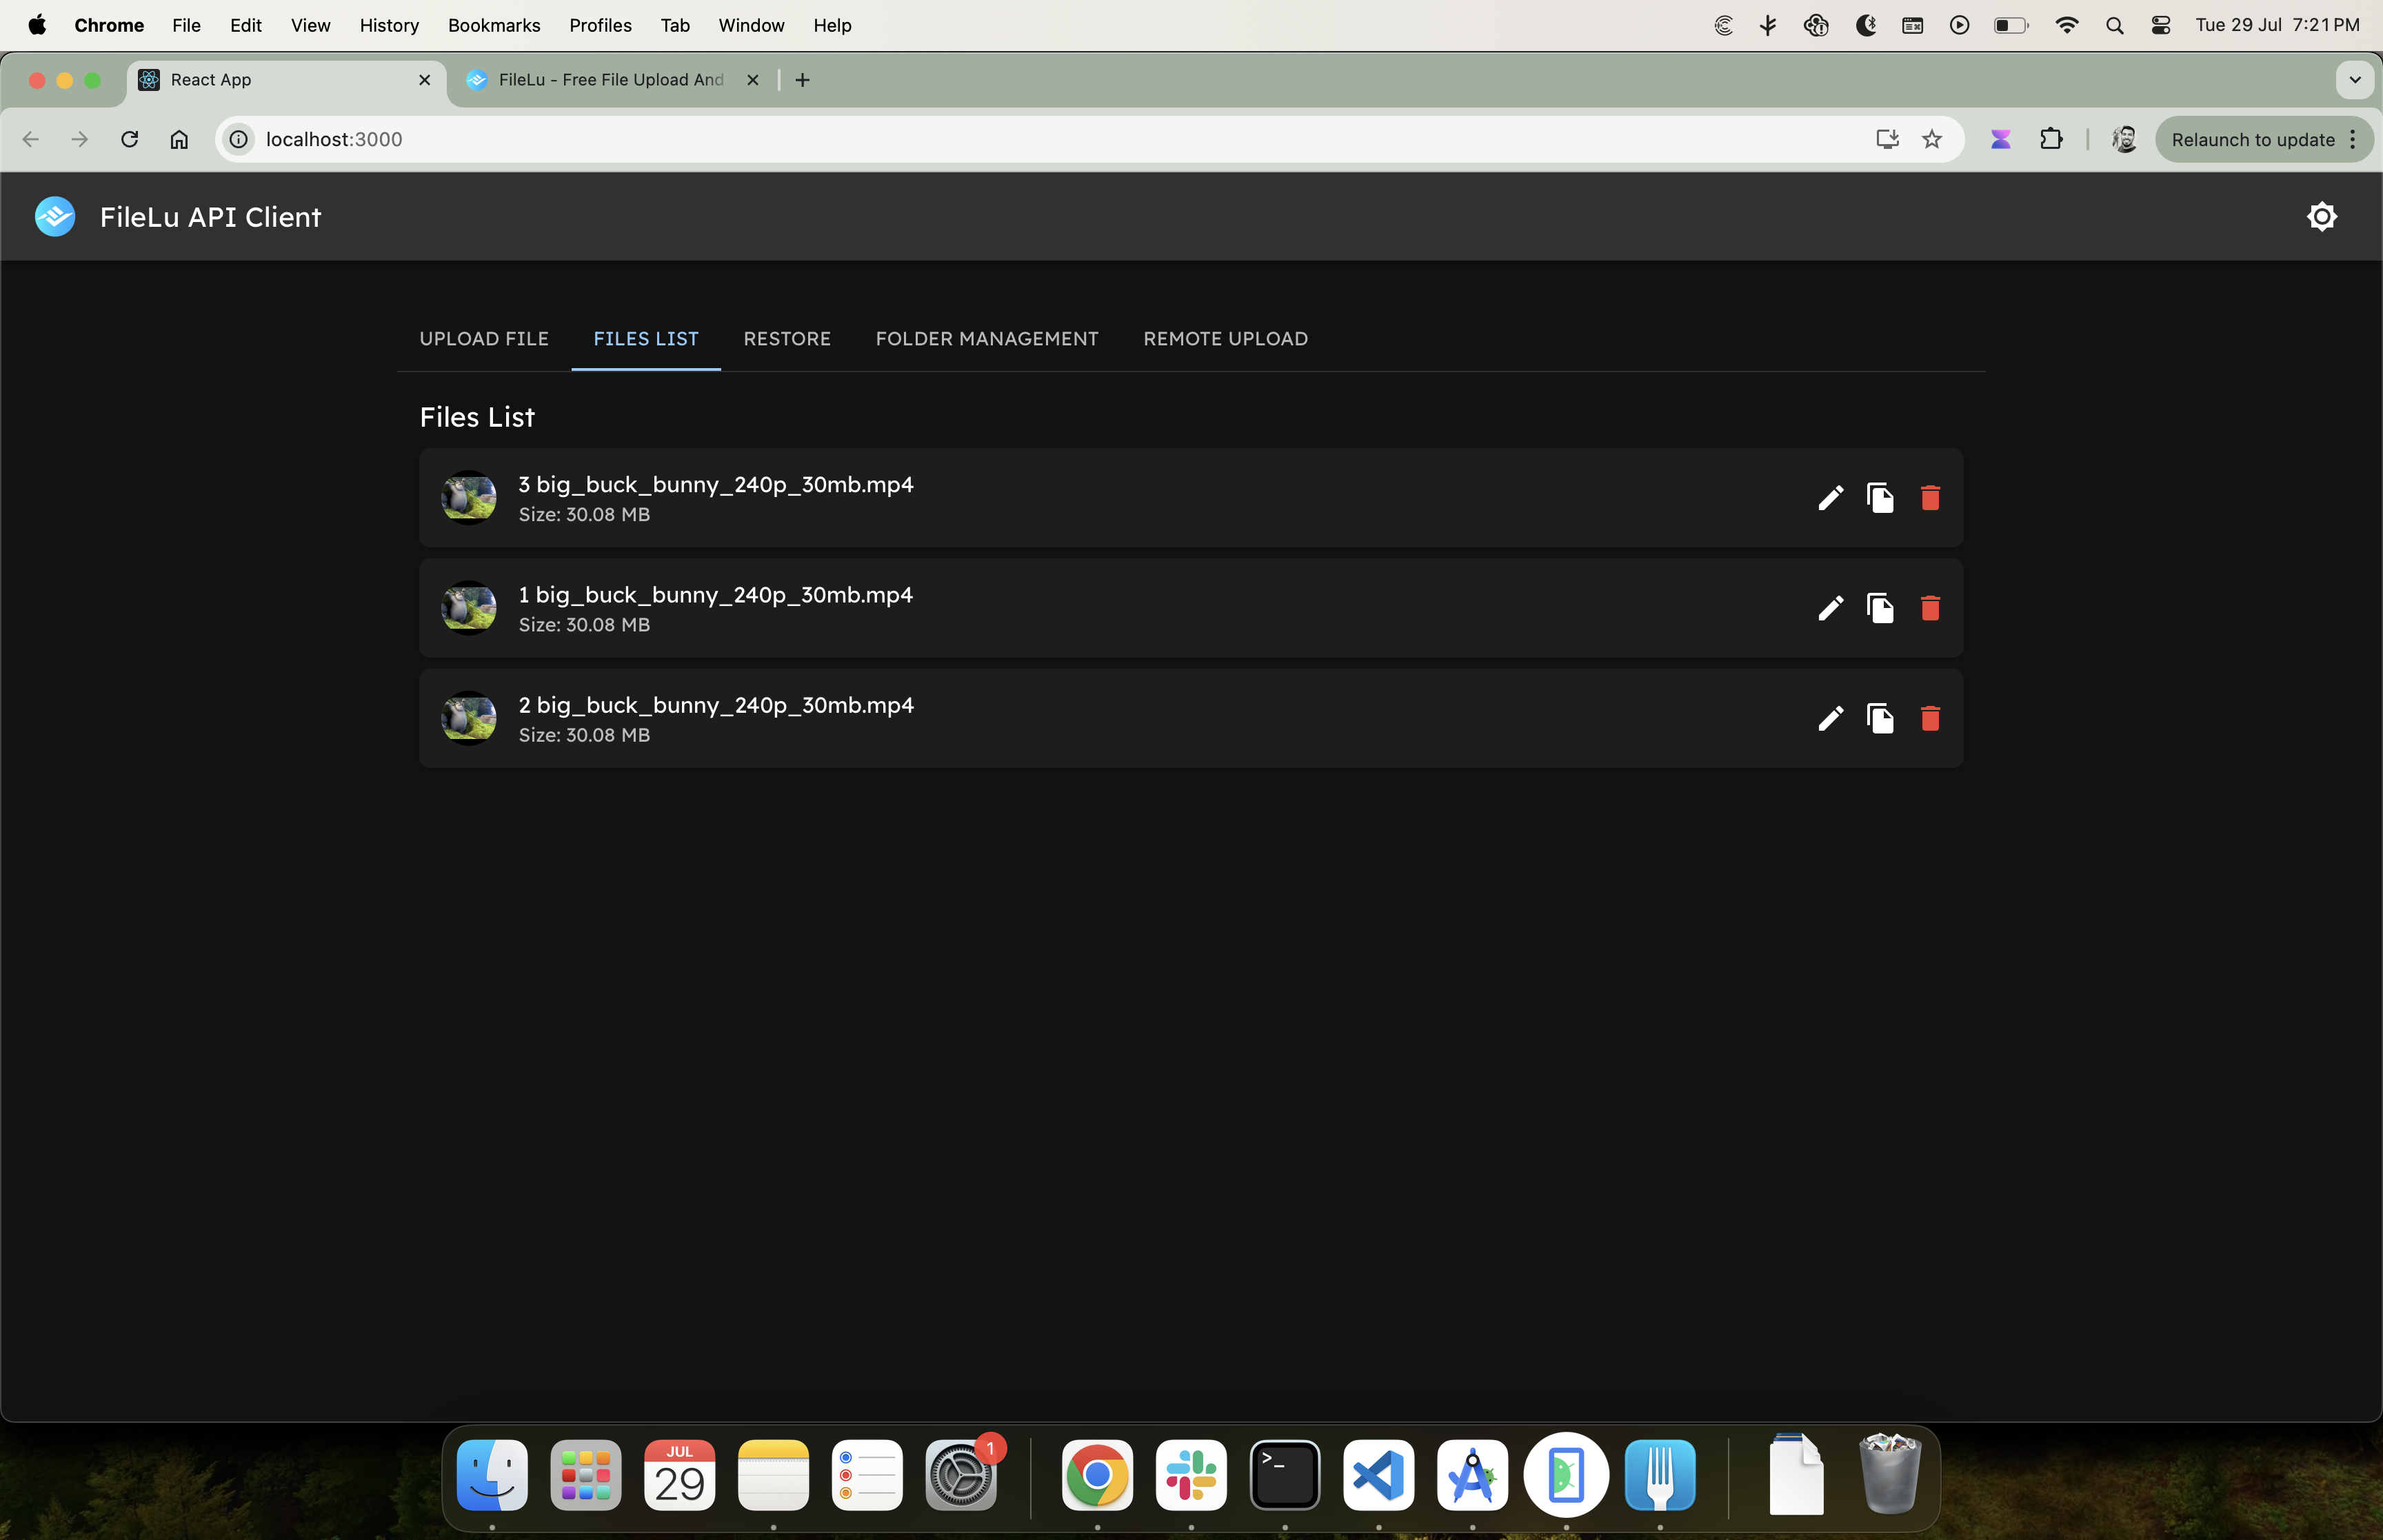 Chrome File Edit View History Bookmarks Profiles Tab Window Help Tue 29 Jul 7:21 PM
React App FileLu - Free File Upload And
localhost:3000 Relaunch to update
FileLu API Client
UPLOAD FILE FILES LIST RESTORE FOLDER MANAGEMENT REMOTE UPLOAD
Files List
3 big_buck_bunny_240p_30mb.mp4
Size: 30.08 MB
1 big_buck_bunny_240p_30mb.mp4
Size: 30.08 MB
2 big_buck_bunny_240p_30mb.mp4
Size: 30.08 MB
JUL
29
1
>_